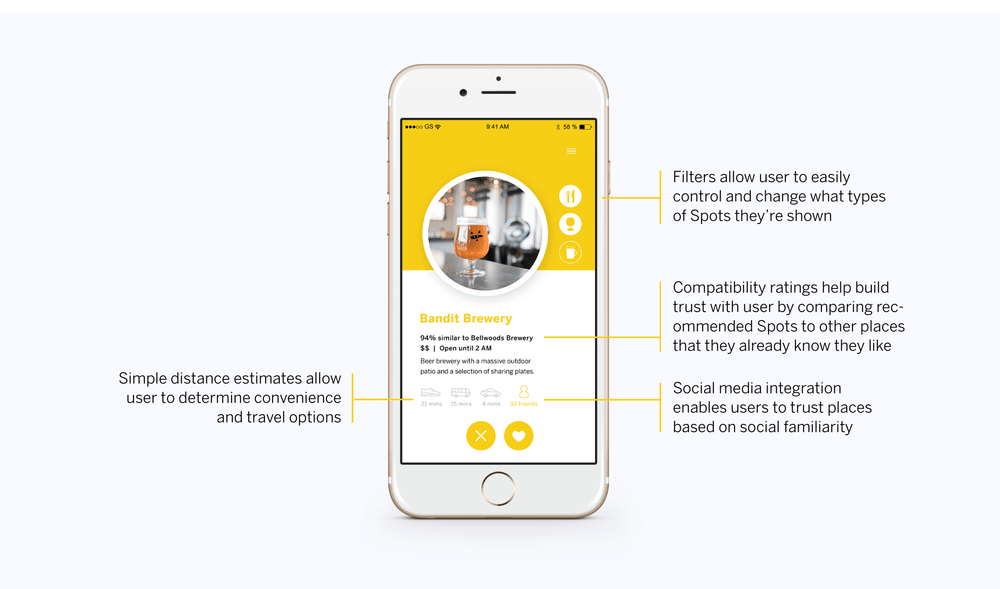 GS
9:41 AM
58 %
Filters allow user to easily
control and change what types
of Spots they’re shown
Bandit Brewery
94% similar to Bellwoods Brewery
$$ | Open until 2 AM
Beer brewery with a massive outdoor
patio and a selection of sharing plates.
21 mins
15 mins
4 mins
32 friends
Compatibility ratings help build
trust with user by comparing rec-
ommended Spots to other places
that they already know they like
Simple distance estimates allow
user to determine convenience
and travel options
Social media integration
enables users to trust places
based on social familiarity